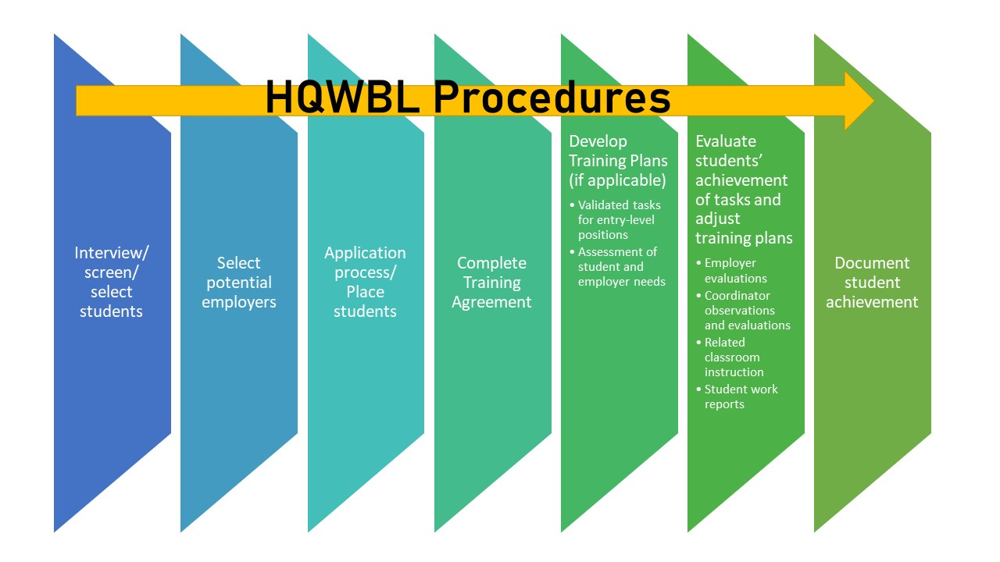 HQWBL Procedures
Interview/
screen/
select
students
Select
potential
employers
Application
process/
Place
students
Complete
Training
Agreement
Develop
Training Plans
(if applicable)
• Validated tasks
for entry-level
positions
• Assessment of
student and
employer needs
Evaluate
students’
achievement
of tasks and
adjust
training plans
• Employer
evaluations
• Coordinator
observations
and evaluations
• Related
classroom
instruction
• Student work
reports
Document
student
achievement